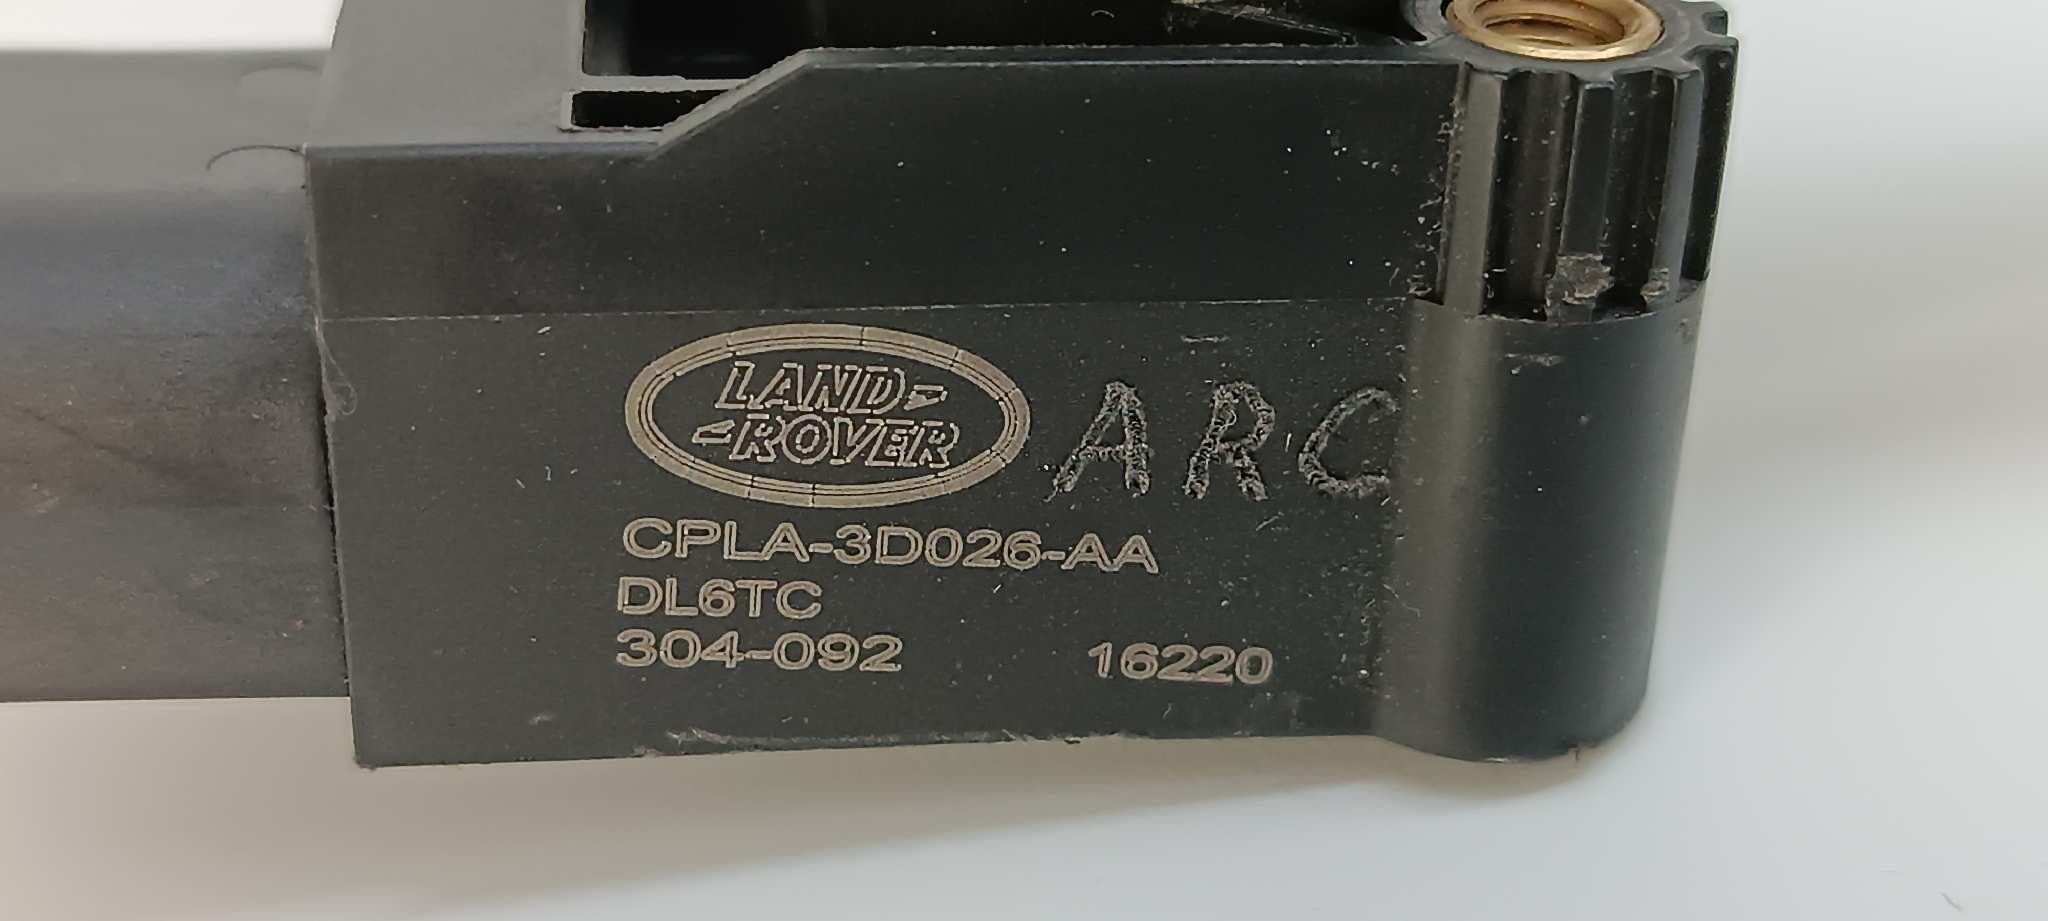 LAND
ROVER
ARC
CPLA-3D026-AA
DL6TC
304-092 16220